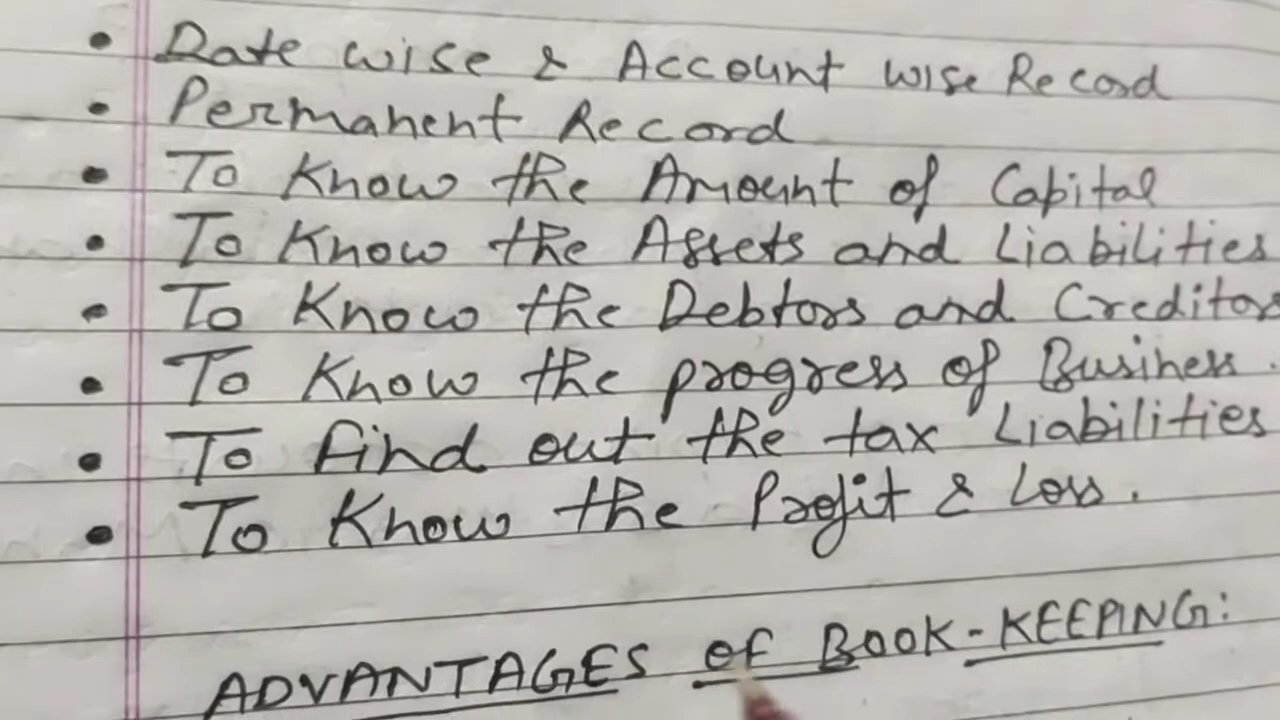 • Date wise & Account wise Record
• Permanent Record
• To Know the Amount of Capital
• To Know the Assets and Liabilities
• To Know the Debtors and Creditors
• To Know the progress of Business.
• To find out the tax Liabilities
• To Know the Profit & Loss.
ADVANTAGES of BOOK-KEEPING: